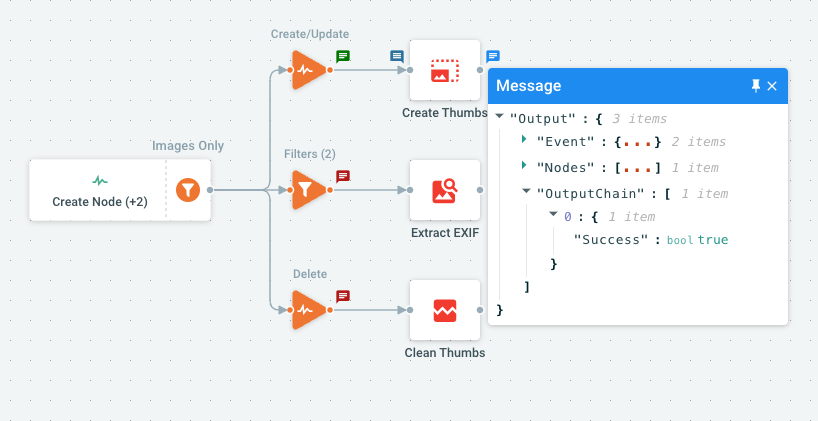 Create/Update
Create Thumbs
Images Only
Create Node (+2)
Filters (2)
Extract EXIF
Delete
Clean Thumbs
Message
"Output" : { 3 items
"Event" : {...} 2 items
"Nodes" : [...] 1 item
"OutputChain" : [ 1 item
0 : { 1 item
"Success" : bool true
}
]
}